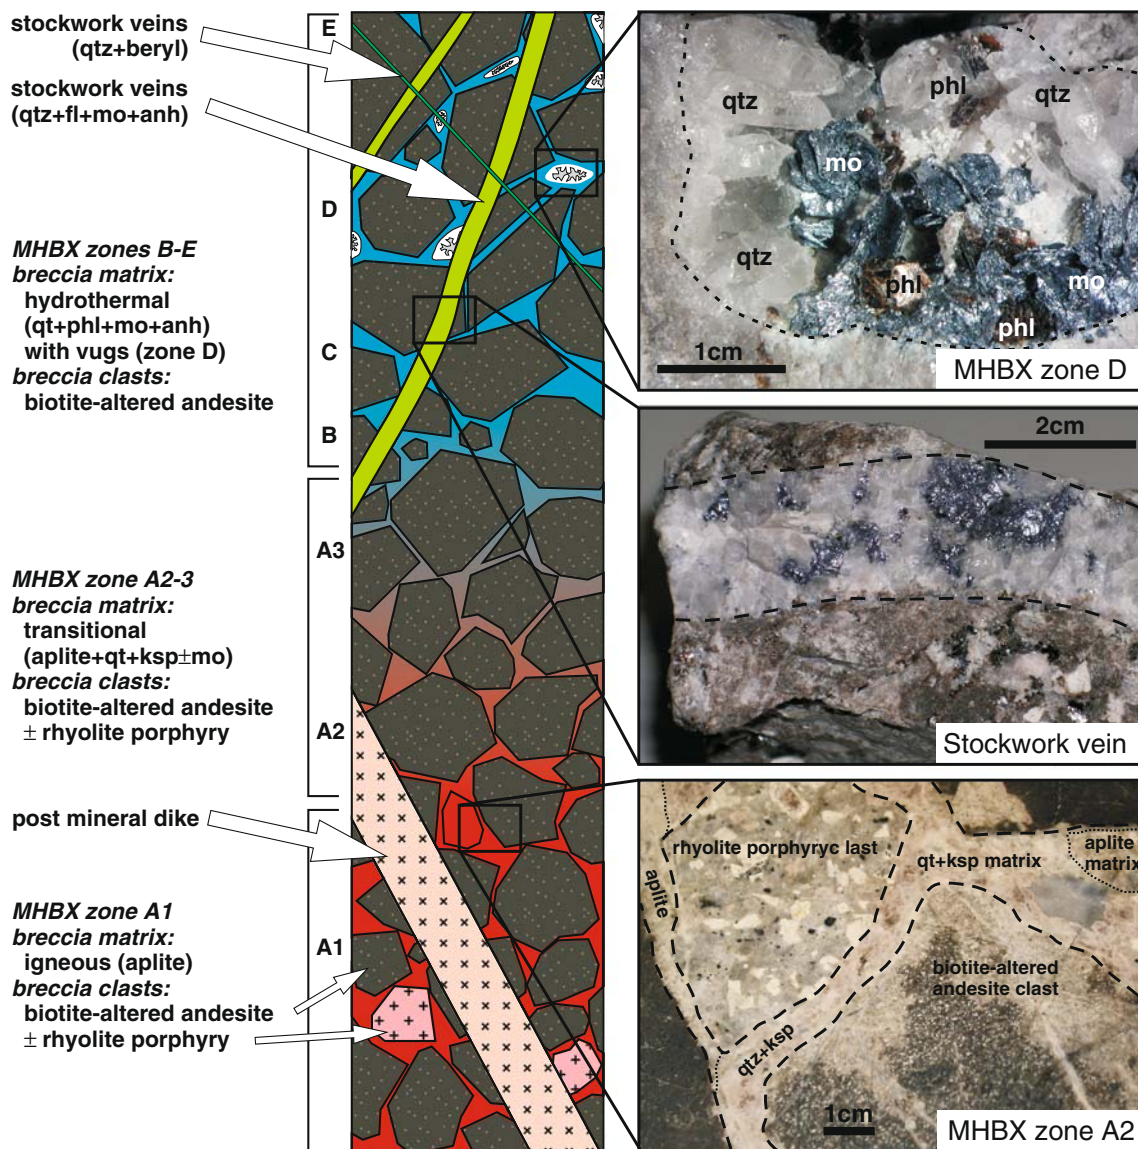 stockwork veins
(qtz+beryl)
stockwork veins
(qtz+fl+mo+anh)
MHBX zones B-E
breccia matrix:
hydrothermal
(qt+phl+mo+anh)
with vugs (zone D)
breccia clasts:
biotite-altered andesite
MHBX zone A2-3
breccia matrix:
transitional
(aplite+qt+ksp±mo)
breccia clasts:
biotite-altered andesite
± rhyolite porphyry
post mineral dike
MHBX zone A1
breccia matrix:
igneous (aplite)
breccia clasts:
biotite-altered andesite
± rhyolite porphyry
E
D
C
B
A3
A2
A1
qtz
phl
qtz
mo
qtz
phl
mo
phl
1cm
MHBX zone D
2cm
Stockwork vein
rhyolite porphyryc last
aplite
qt+ksp matrix
aplite
matrix
biotite-altered
andesite clast
qtz+ksp
1cm
MHBX zone A2